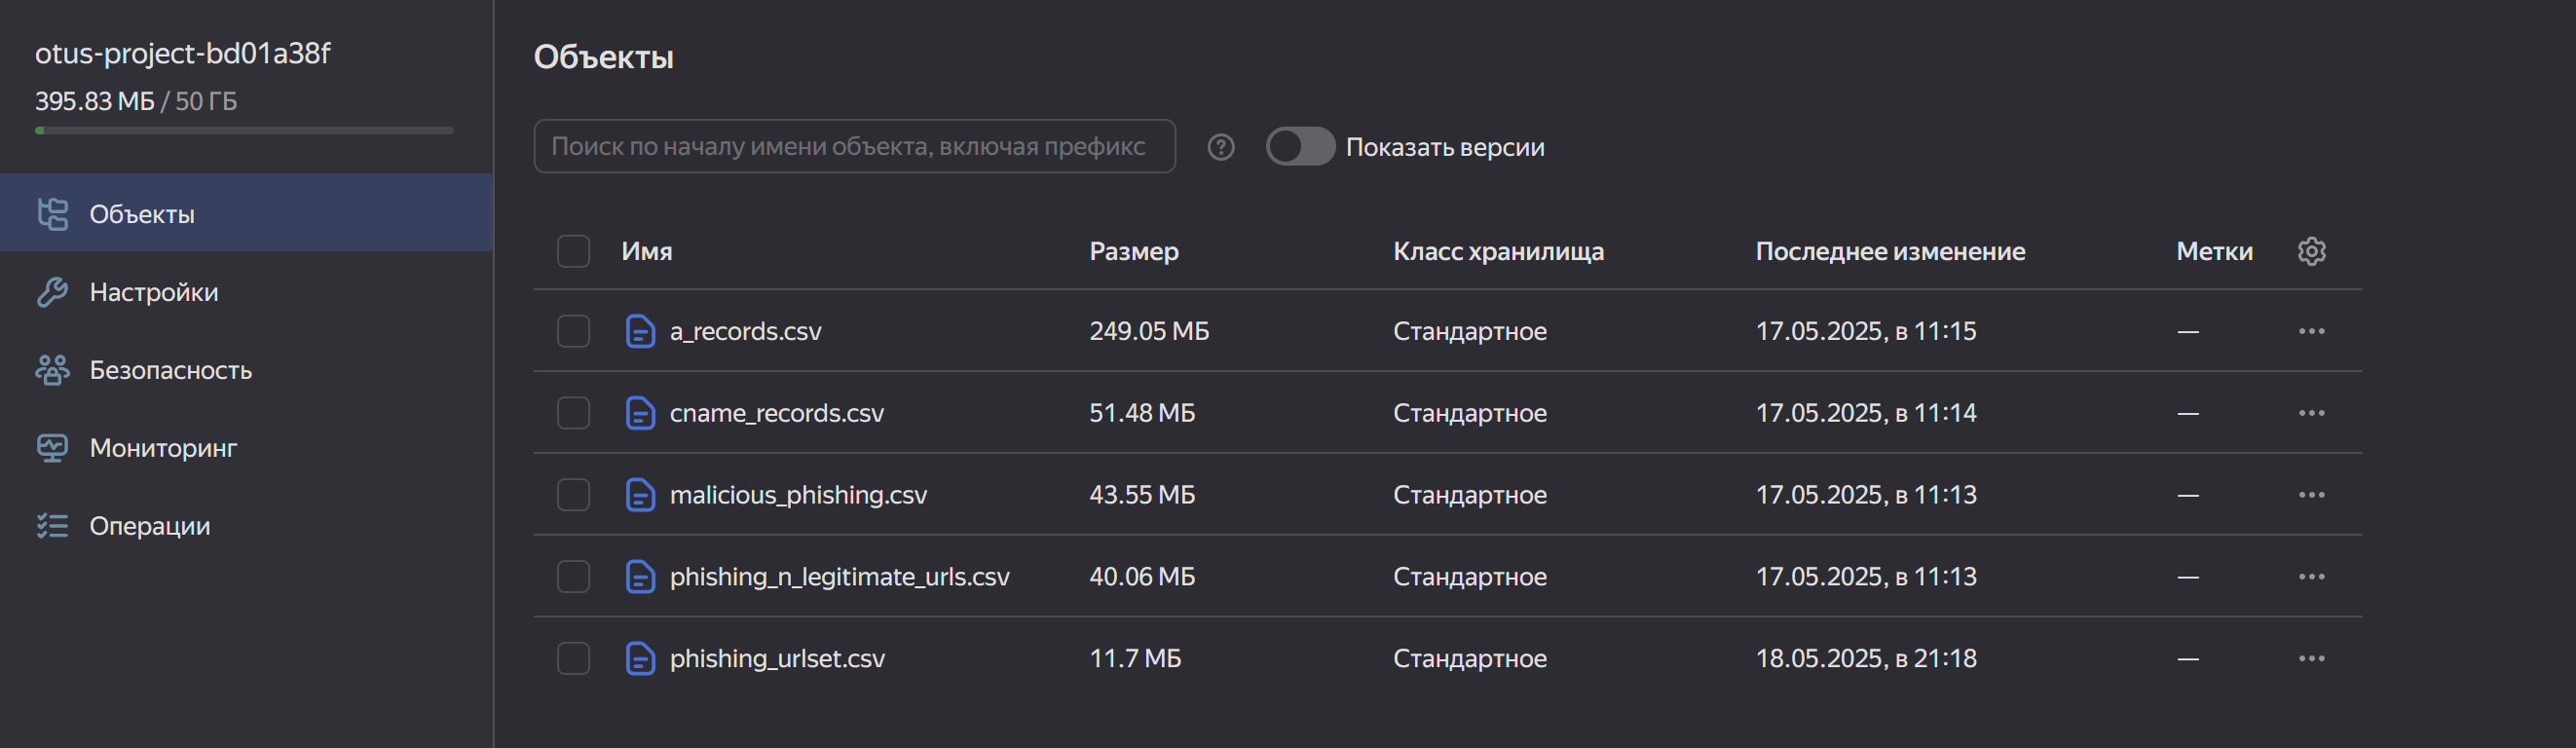 otus-project-bd01a38f
395.83 МБ / 50 ГБ
Объекты
Настройки
Безопасность
Мониторинг
Операции
Объекты
Поиск по началу имени объекта, включая префикс ? Показать версии
Имя Размер Класс хранилища Последнее изменение Метки
a_records.csv 249.05 МБ Стандартное 17.05.2025, в 11:15 —
cname_records.csv 51.48 МБ Стандартное 17.05.2025, в 11:14 —
malicious_phishing.csv 43.55 МБ Стандартное 17.05.2025, в 11:13 —
phishing_n_legitimate_urls.csv 40.06 МБ Стандартное 17.05.2025, в 11:13 —
phishing_urlset.csv 11.7 МБ Стандартное 18.05.2025, в 21:18 —